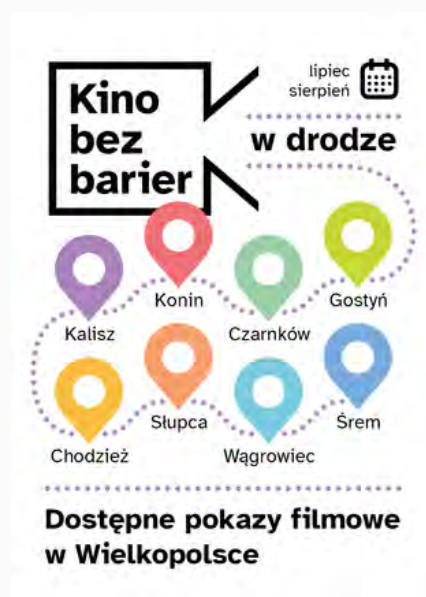 Kino
bez
barier
lipiec
sierpień
w drodze
Konin
Gostyń
Kalisz
Czarnków
Słupca
Śrem
Chodzież
Wągrowiec
Dostępne pokazy filmowe
w Wielkopolsce